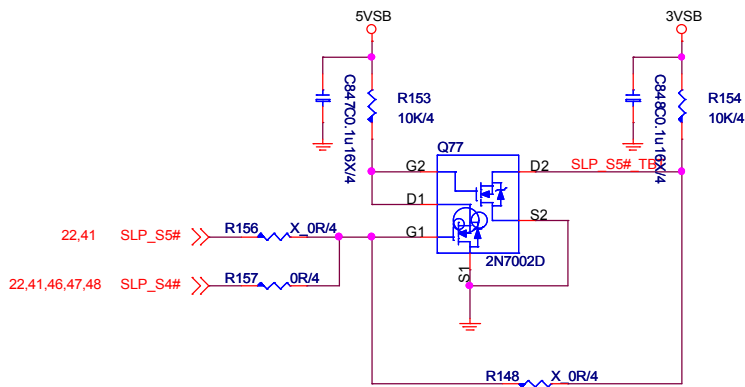 5VSB
3VSB
C847C0.1u16X/4
R153
10K/4
C848C0.1u16X/4
R154
10K/4
Q77
G2
D2
SLP_S5#_TB
D1
S2
22,41
SLP_S5#
R156
X_0R/4
G1
22,41,46,47,48
SLP_S4#
R157
0R/4
S1
2N7002D
R148
X_0R/4